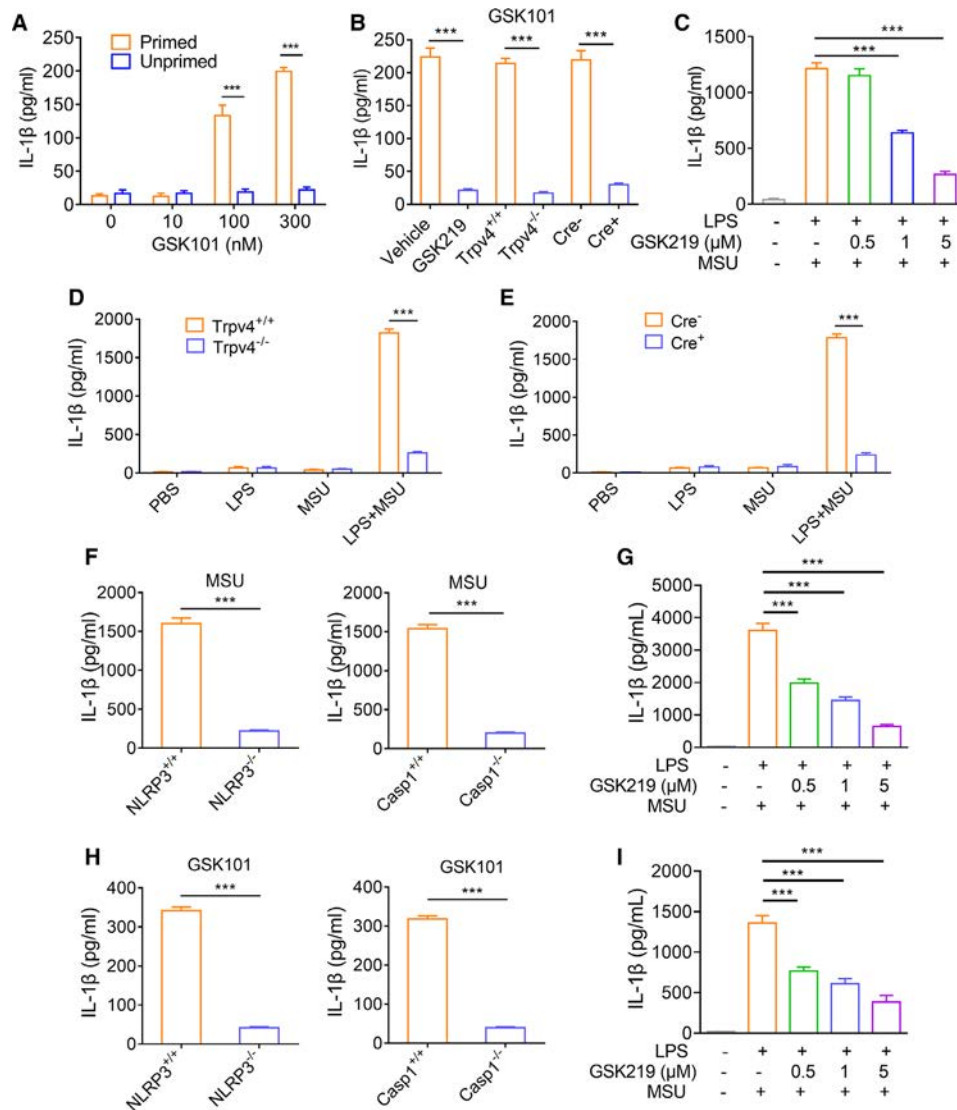 A
IL-1β (pg/ml)
250
200
150
100
50
0
Primed
Unprimed
***
***
0 10 100 300
GSK101 (nM)
B
GSK101
IL-1β (pg/ml)
250
200
150
100
50
0
*** *** ***
Vehicle
GSK219
Trpv4+/+
Trpv4-/-
Cre-
Cre+
C
IL-1β (pg/ml)
1500
1000
500
0
***
***
LPS - + + + +
GSK219 (µM) - - 0.5 1 5
MSU - + + + +
D
IL-1β (pg/ml)
2000
1500
1000
500
0
Trpv4+/+
Trpv4-/-
***
PBS
LPS
MSU
LPS+MSU
E
IL-1β (pg/ml)
2000
1500
1000
500
0
Cre-
Cre+
***
PBS
LPS
MSU
LPS+MSU
F
MSU
IL-1β (pg/ml)
2000
1500
1000
500
0
***
NLRP3+/+
NLRP3-/-
MSU
IL-1β (pg/ml)
2000
1500
1000
500
0
***
Casp1+/+
Casp1-/-
G
IL-1β (pg/mL)
5000
4000
3000
2000
1000
0
***
***
***
LPS - + + + +
GSK219 (µM) - - 0.5 1 5
MSU - + + + +
H
GSK101
IL-1β (pg/ml)
400
300
200
100
0
***
NLRP3+/+
NLRP3-/-
GSK101
IL-1β (pg/ml)
400
300
200
100
0
***
Casp1+/+
Casp1-/-
I
IL-1β (pg/mL)
2000
1500
1000
500
0
***
***
***
LPS - + + + +
GSK219 (µM) - - 0.5 1 5
MSU - + + + +